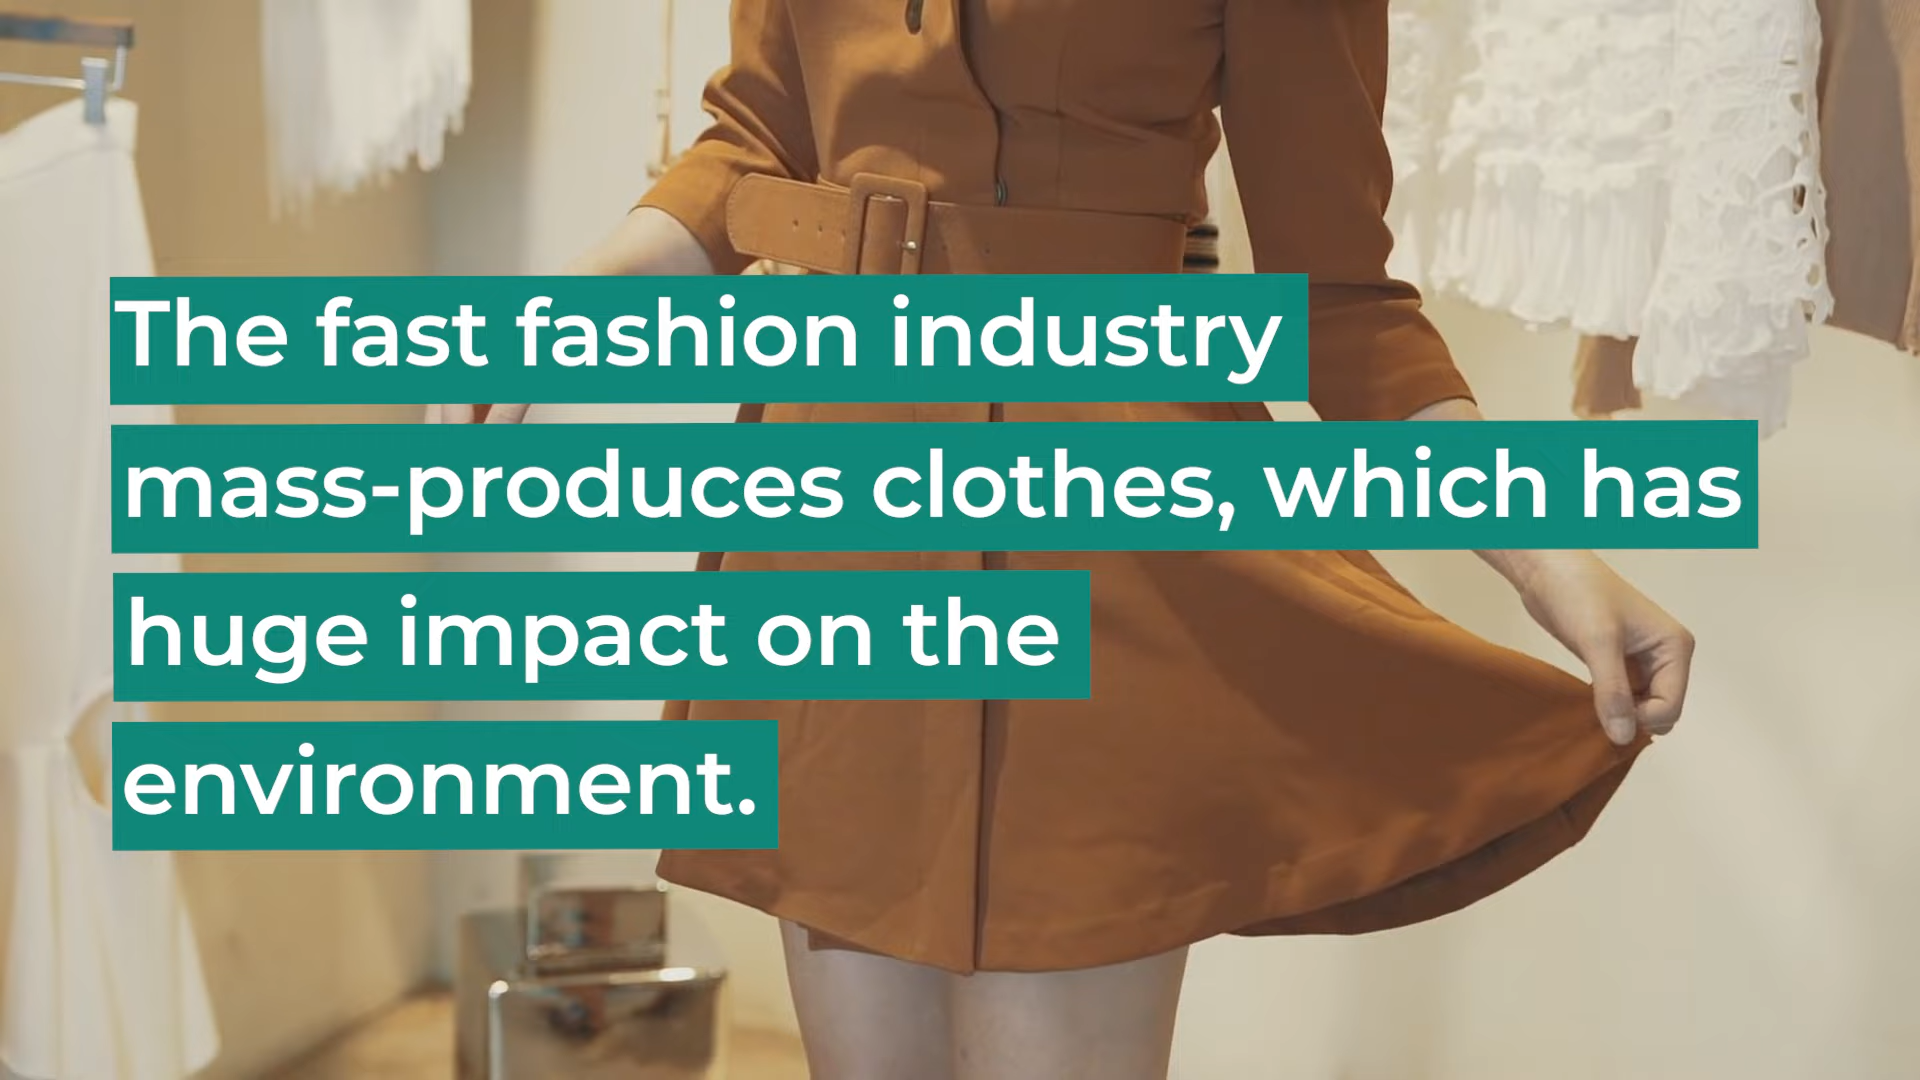 The fast fashion industry
mass-produces clothes, which has
huge impact on the
environment.